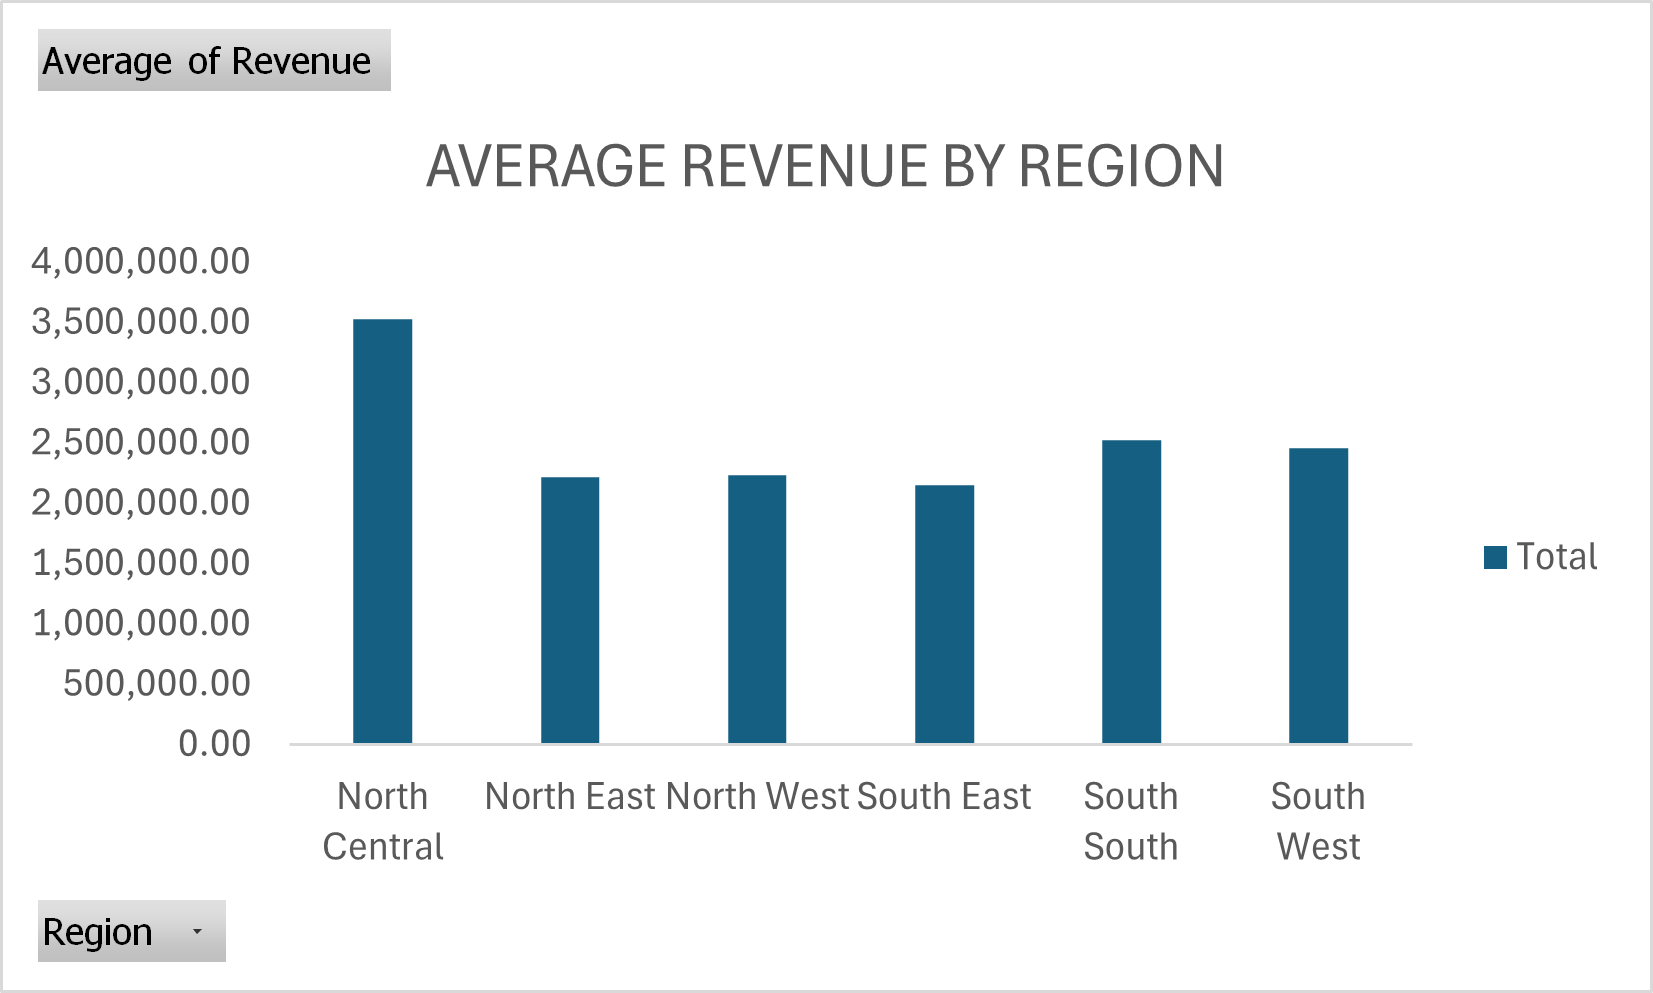 Average of Revenue
AVERAGE REVENUE BY REGION
4,000,000.00
3,500,000.00
3,000,000.00
2,500,000.00
2,000,000.00
1,500,000.00
1,000,000.00
500,000.00
0.00
North Central
North East
North West
South East
South South
South West
Total
Region